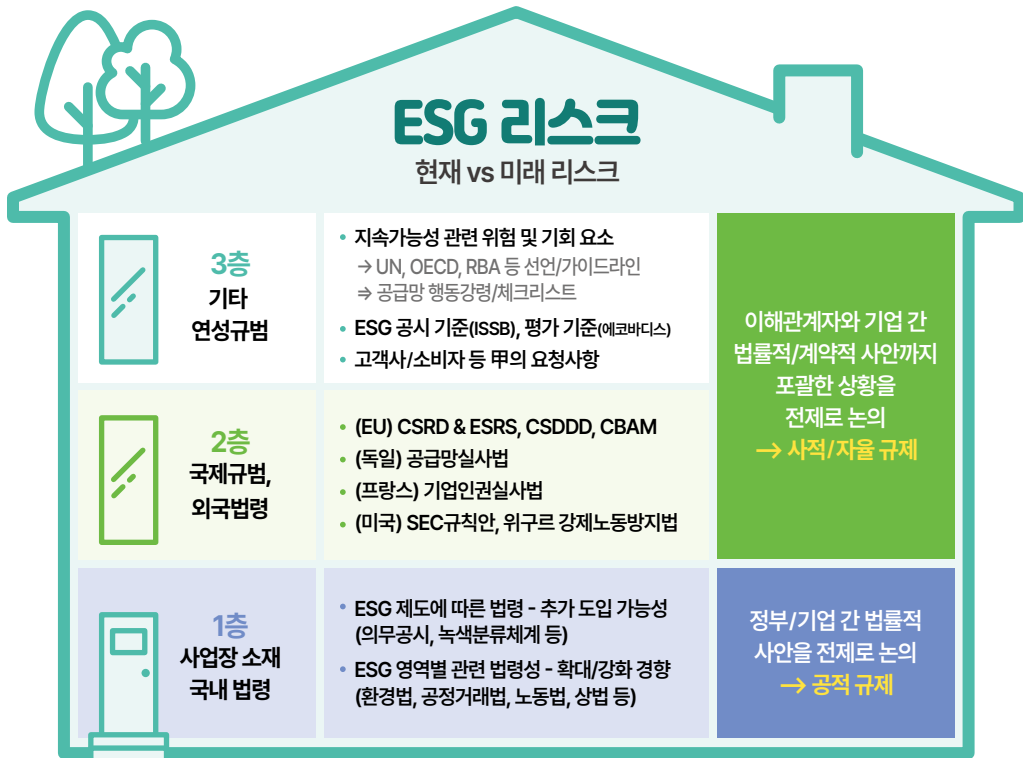 ESG 리스크
현재 vs 미래 리스크
3층
기타
연성규범
• 지속가능성 관련 위험 및 기회 요소
→ UN, OECD, RBA 등 선언/가이드라인
⇒ 공급망 행동강령/체크리스트
• ESG 공시 기준(ISSB), 평가 기준(에코바디스)
• 고객사/소비자 등 甲의 요청사항
이해관계자와 기업 간
법률적/계약적 사안까지
포괄한 상황을
전제로 논의
→ 사적/자율 규제
2층
국제규범,
외국법령
• (EU) CSRD & ESRS, CSDDD, CBAM
• (독일) 공급망실사법
• (프랑스) 기업인권실사법
• (미국) SEC규칙안, 위구르 강제노동방지법
1층
사업장 소재
국내 법령
• ESG 제도에 따른 법령 - 추가 도입 가능성
(의무공시, 녹색분류체계 등)
• ESG 영역별 관련 법령성 - 확대/강화 경향
(환경법, 공정거래법, 노동법, 상법 등)
정부/기업 간 법률적
사안을 전제로 논의
→ 공적 규제